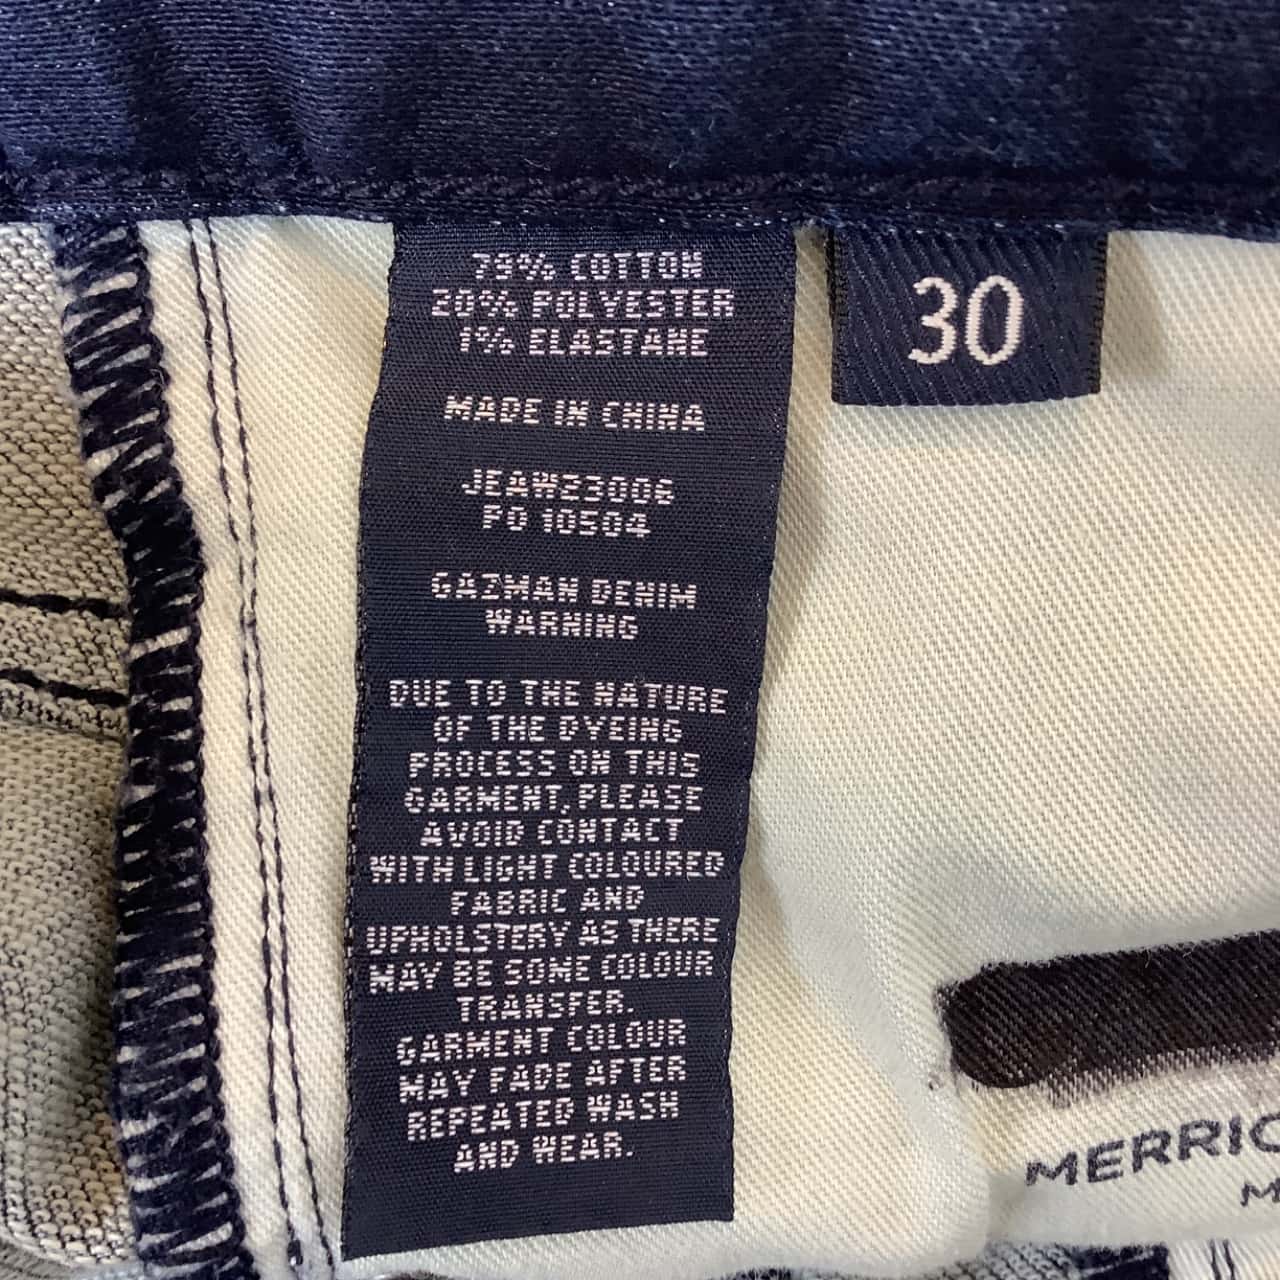 79% COTTON
20% POLYESTER
1% ELASTANE
MADE IN CHINA
JEAW23006
PO 10504
GAZMAN DENIM
WARNING
DUE TO THE NATURE
OF THE DYEING
PROCESS ON THIS
GARMENT, PLEASE
AVOID CONTACT
WITH LIGHT COLOURED
FABRIC AND
UPHOLSTERY AS THERE
MAY BE SOME COLOUR
TRANSFER.
GARMENT COLOUR
MAY FADE AFTER
REPEATED WASH
AND WEAR.
30
MERRIC